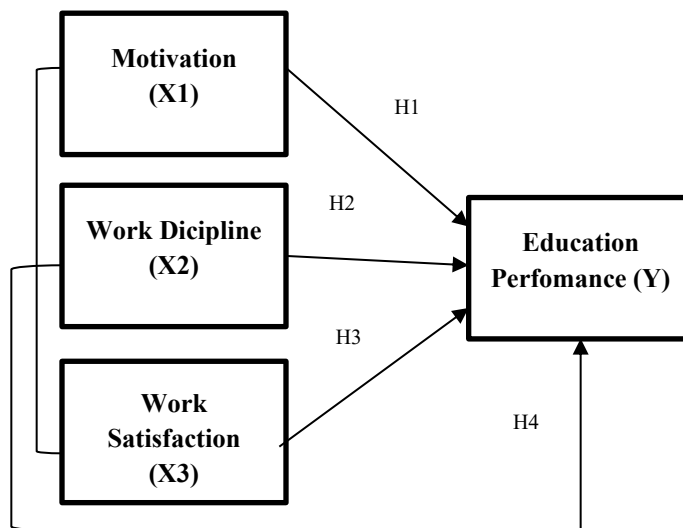 Motivation
(X1)
H1
H2
Work Dicipline
(X2)
Education
Perfomance (Y)
H3
Work
Satisfaction
(X3)
H4